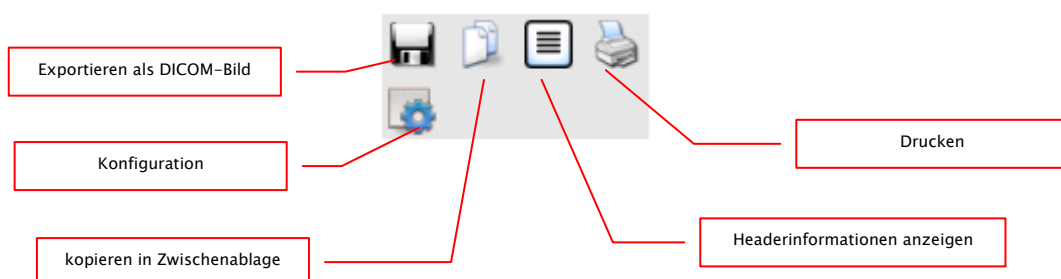 Exportieren als DICOM-Bild
Drucken
Konfiguration
Headerinformationen anzeigen
kopieren in Zwischenablage